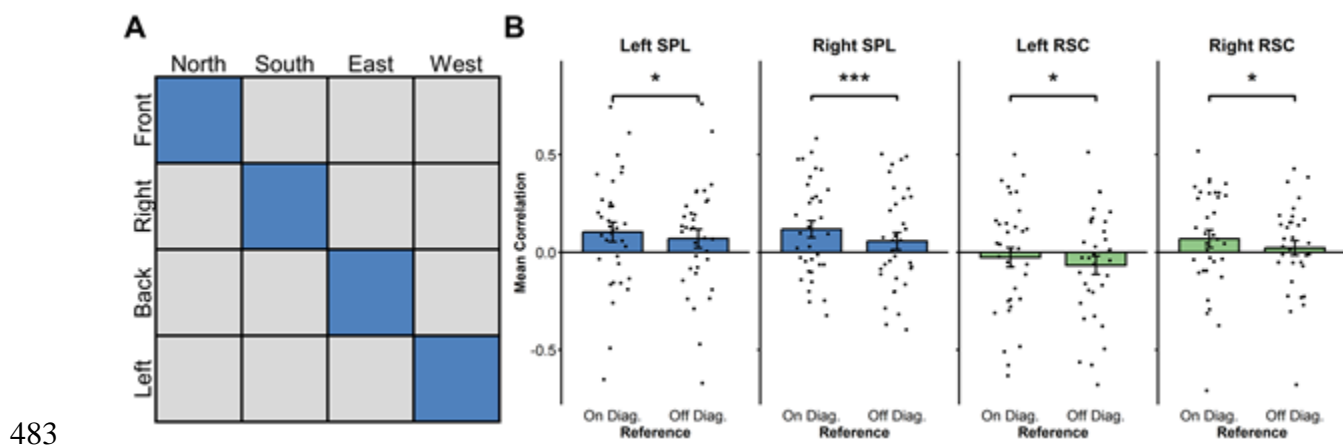 A
B
North South East West
Front
Right
Back
Left
Left SPL
Right SPL
Left RSC
Right RSC
*
***
*
*
Mean Correlation
0.5
0.0
-0.5
On Diag. Off Diag. On Diag. Off Diag. On Diag. Off Diag. On Diag. Off Diag.
Reference Reference Reference Reference
483